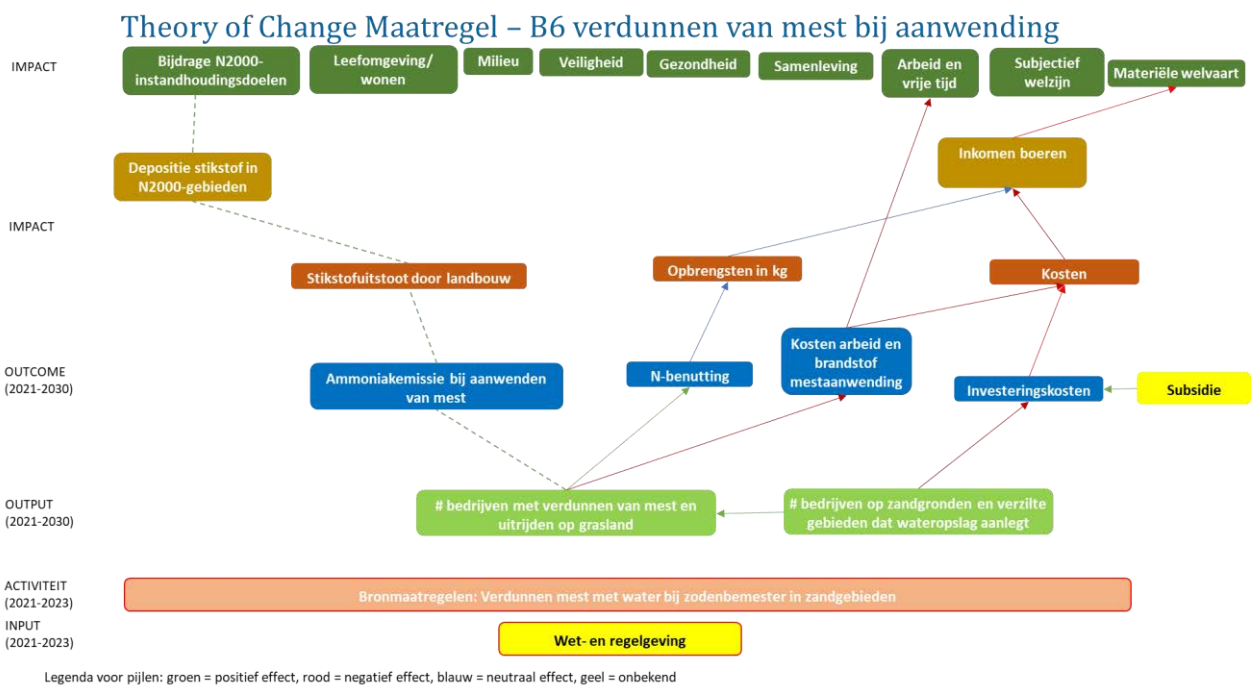 Theory of Change Maatregel – B6 verdunnen van mest bij aanwending
IMPACT
Bijdrage N2000-
instandhoudingsdoelen
Leefomgeving/
wonen
Milieu
Veiligheid
Gezondheid
Samenleving
Arbeid en
vrije tijd
Subjectief
welzijn
Materiële welvaart
Depositie stikstof in
N2000-gebieden
Inkomen boeren
IMPACT
Stikstofuitstoot door landbouw
Opbrengsten in kg
Kosten
OUTCOME
(2021-2030)
Ammoniakemissie bij aanwenden
van mest
N-benutting
Kosten arbeid en
brandstof
mestaanwending
Investeringskosten
Subsidie
OUTPUT
(2021-2030)
# bedrijven met verdunnen van mest en
uitrijden op grasland
# bedrijven op zandgronden en verzilte
gebieden dat wateropslag aanlegt
ACTIVITEIT
(2021-2023)
Bronmaatregelen: Verdunnen mest met water bij zodenbemester in zandgebieden
INPUT
(2021-2023)
Wet- en regelgeving
Legenda voor pijlen: groen = positief effect, rood = negatief effect, blauw = neutraal effect, geel = onbekend